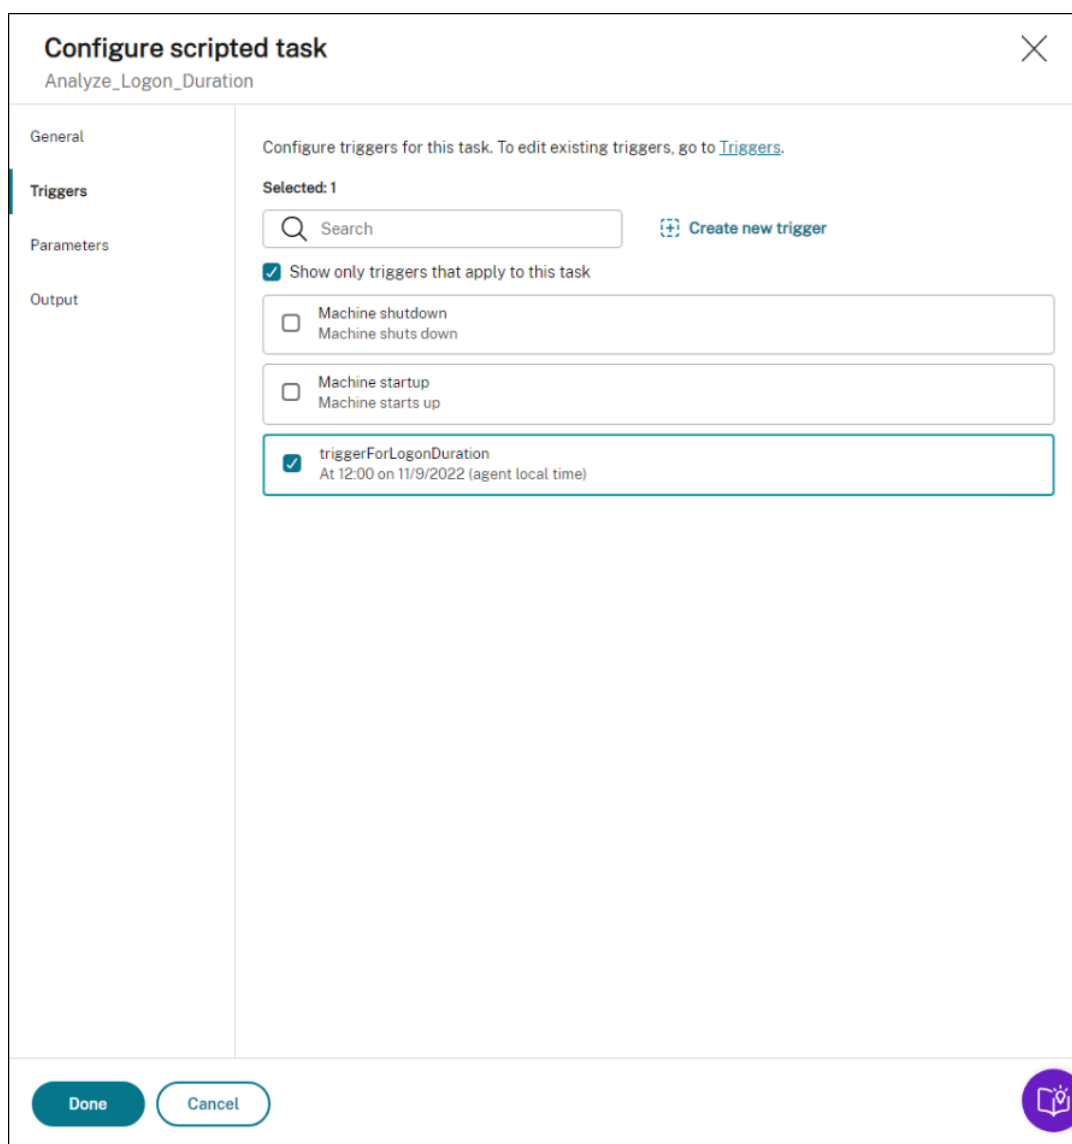 Configure scripted task
Analyze_Logon_Duration
General
Triggers
Parameters
Output
Configure triggers for this task. To edit existing triggers, go to Triggers.
Selected: 1
Search
Create new trigger
Show only triggers that apply to this task
Machine shutdown
Machine shuts down
Machine startup
Machine starts up
triggerForLogonDuration
At 12:00 on 11/9/2022 (agent local time)
Done
Cancel